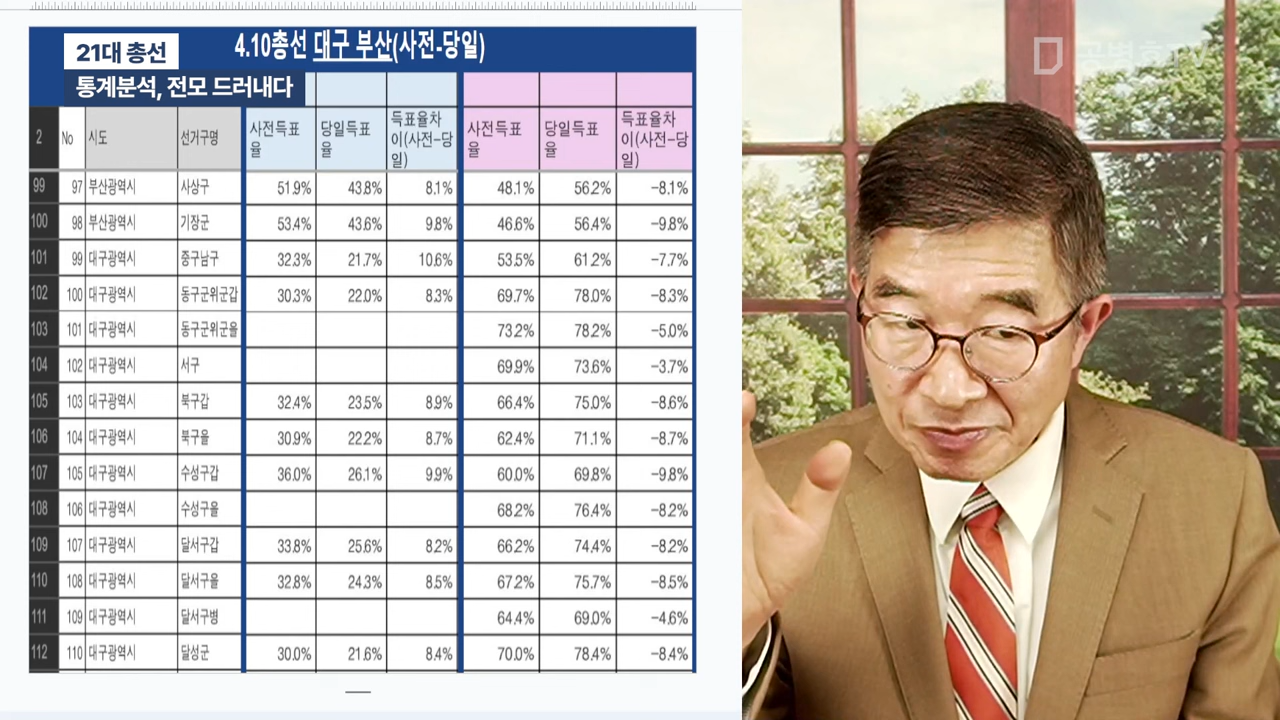 21대 총선
통계분석, 전모 드러내다
4.10총선 대구 부산(사전-당일)
공병호TV
2 No 시도 선거구명 사전득표율 당일득표율 득표율차이(사전-당일) 사전득표율 당일득표율 득표율차이(사전-당일)
99 97 부산광역시 사상구 51.9% 43.8% 8.1% 48.1% 56.2% -8.1%
100 98 부산광역시 기장군 53.4% 43.6% 9.8% 46.6% 56.4% -9.8%
101 99 대구광역시 중구남구 32.3% 21.7% 10.6% 53.5% 61.2% -7.7%
102 100 대구광역시 동구군위군갑 30.3% 22.0% 8.3% 69.7% 78.0% -8.3%
103 101 대구광역시 동구군위군을 73.2% 78.2% -5.0%
104 102 대구광역시 서구 69.9% 73.6% -3.7%
105 103 대구광역시 북구갑 32.4% 23.5% 8.9% 66.4% 75.0% -8.6%
106 104 대구광역시 북구을 30.9% 22.2% 8.7% 62.4% 71.1% -8.7%
107 105 대구광역시 수성구갑 36.0% 26.1% 9.9% 60.0% 69.8% -9.8%
108 106 대구광역시 수성구을 68.2% 76.4% -8.2%
109 107 대구광역시 달서구갑 33.8% 25.6% 8.2% 66.2% 74.4% -8.2%
110 108 대구광역시 달서구을 32.8% 24.3% 8.5% 67.2% 75.7% -8.5%
111 109 대구광역시 달서구병 64.4% 69.0% -4.6%
112 110 대구광역시 달성군 30.0% 21.6% 8.4% 70.0% 78.4% -8.4%